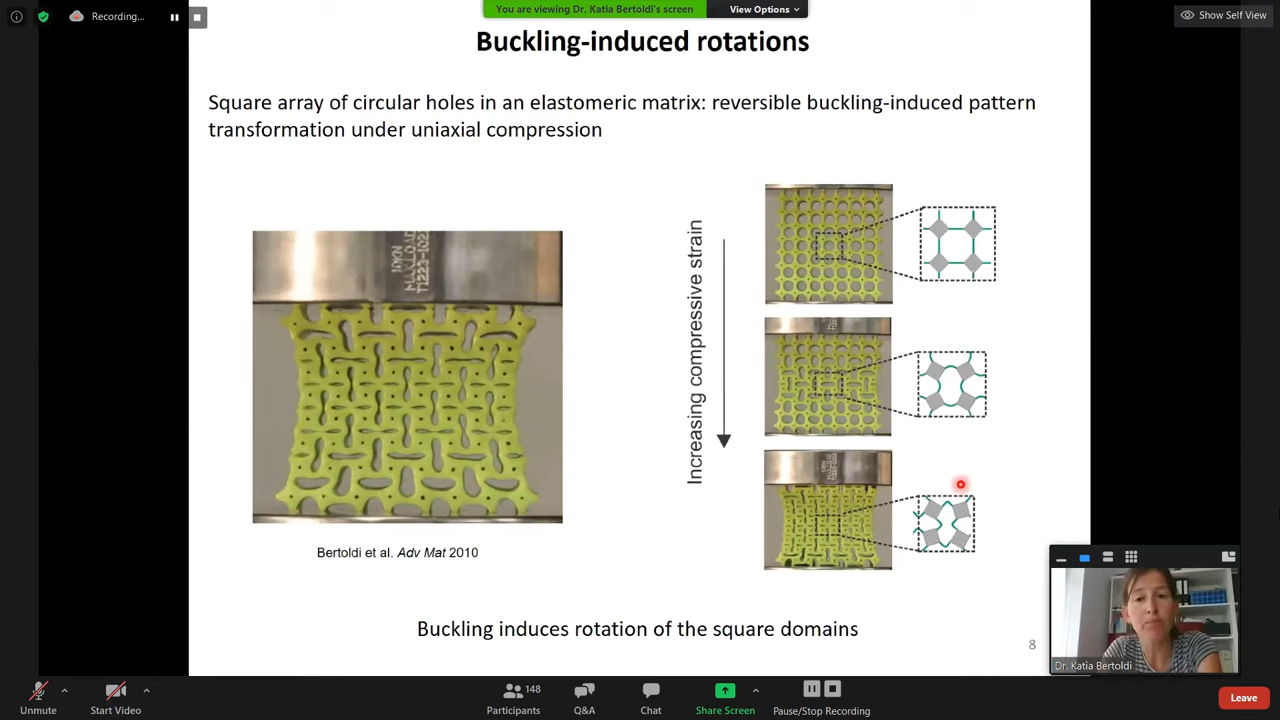 Recording...
You are viewing Dr. Katia Bertoldi's screen
View Options
Show Self View
Buckling-induced rotations
Square array of circular holes in an elastomeric matrix: reversible buckling-induced pattern
transformation under uniaxial compression
Increasing compressive strain
Bertoldi et al. Adv Mat 2010
Buckling induces rotation of the square domains
8
Dr. Katia Bertoldi
Unmute
Start Video
148
Participants
Q&A
Chat
Share Screen
Pause/Stop Recording
Leave